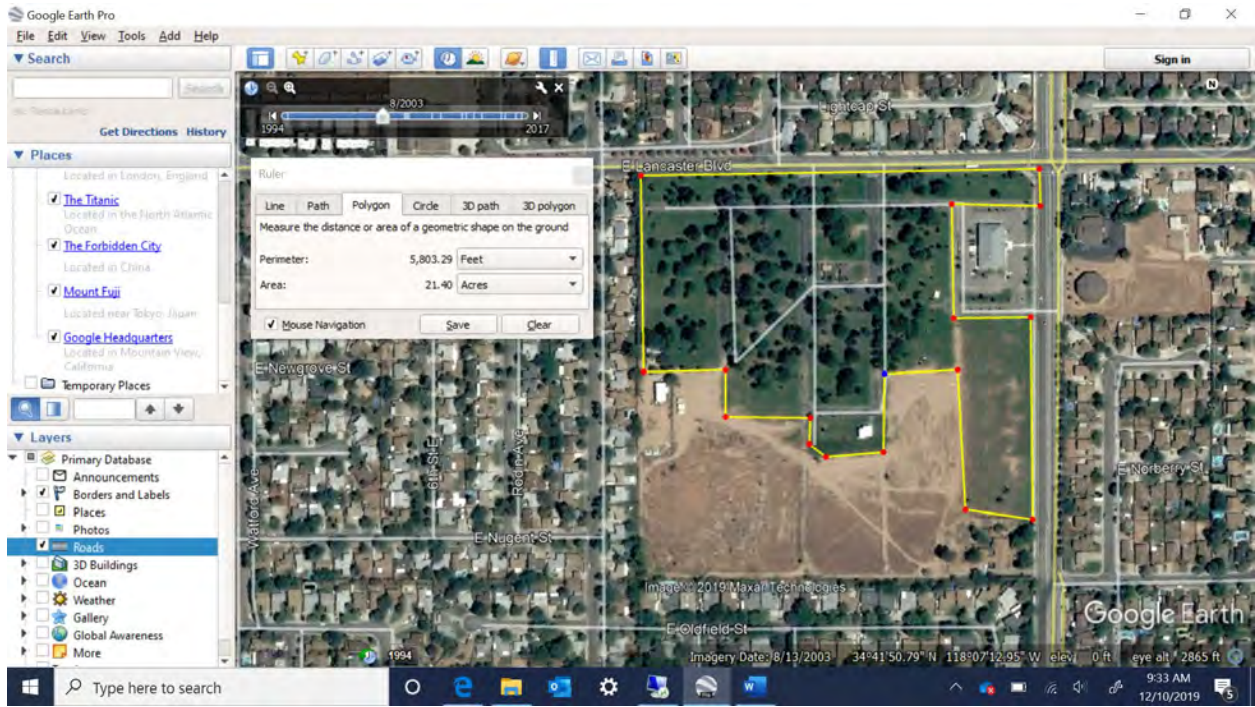 Google Earth Pro
File Edit View Tools Add Help
Search
Search
Get Directions History
Places
Located in London, England
The Titanic
Located in the North Atlantic
Ocean
The Forbidden City
Located in China
Mount Fuji
Located near Tokyo, Japan
Google Headquarters
Located in Mountain View,
California
Temporary Places
Layers
Primary Database
Announcements
Borders and Labels
Places
Photos
Roads
3D Buildings
Ocean
Weather
Gallery
Global Awareness
More
Sign in
8/2003
1994 2017
Ruler
Line Path Polygon Circle 3D path 3D polygon
Measure the distance or area of a geometric shape on the ground
Perimeter: 5,803.29 Feet
Area: 21.40 Acres
Mouse Navigation Save Clear
N
Lightcap St
E Lancaster Blvd
E Newgrove St
Watford Ave
6th St E
Rodin Ave
E Norberry St
E Nugent St
Image © 2019 Maxar Technologies
E Oldfield St
Google Earth
1994
Imagery Date: 8/13/2003 34°41'50.79" N 118°07'12.95" W elev 0 ft eye alt 2865 ft
Type here to search
9:33 AM
12/10/2019
5